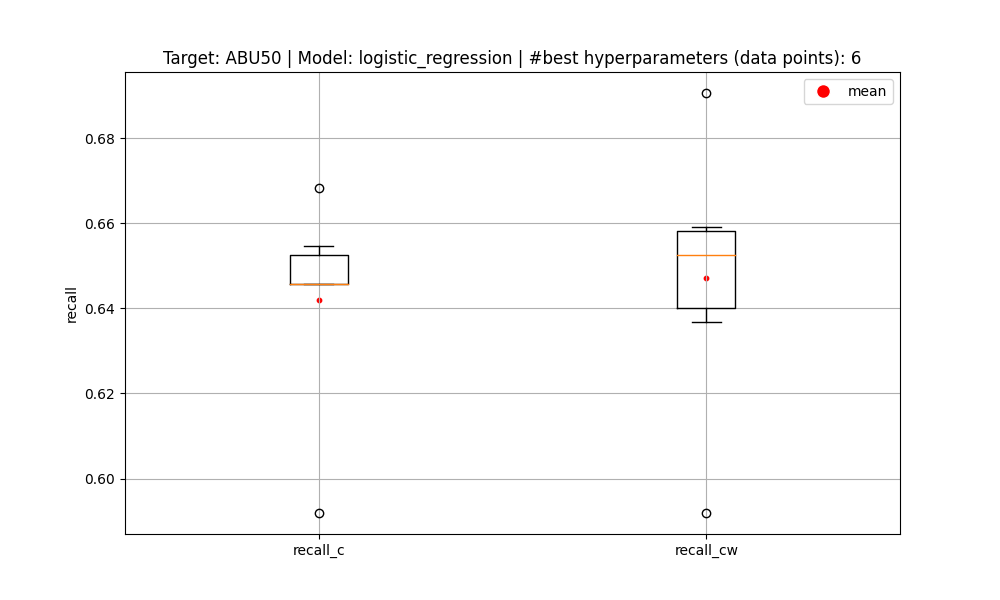 Target: ABU50 | Model: logistic_regression | #best hyperparameters (data points): 6
mean
0.68
0.66
0.64
0.62
0.60
recall
recall_c
recall_cw